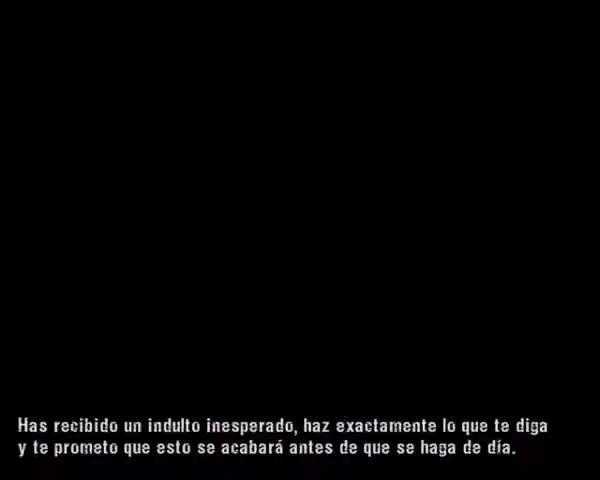 Has recibido un indulto inesperado, haz exactamente lo que te diga
y te prometo que esto se acabará antes de que se haga de día.